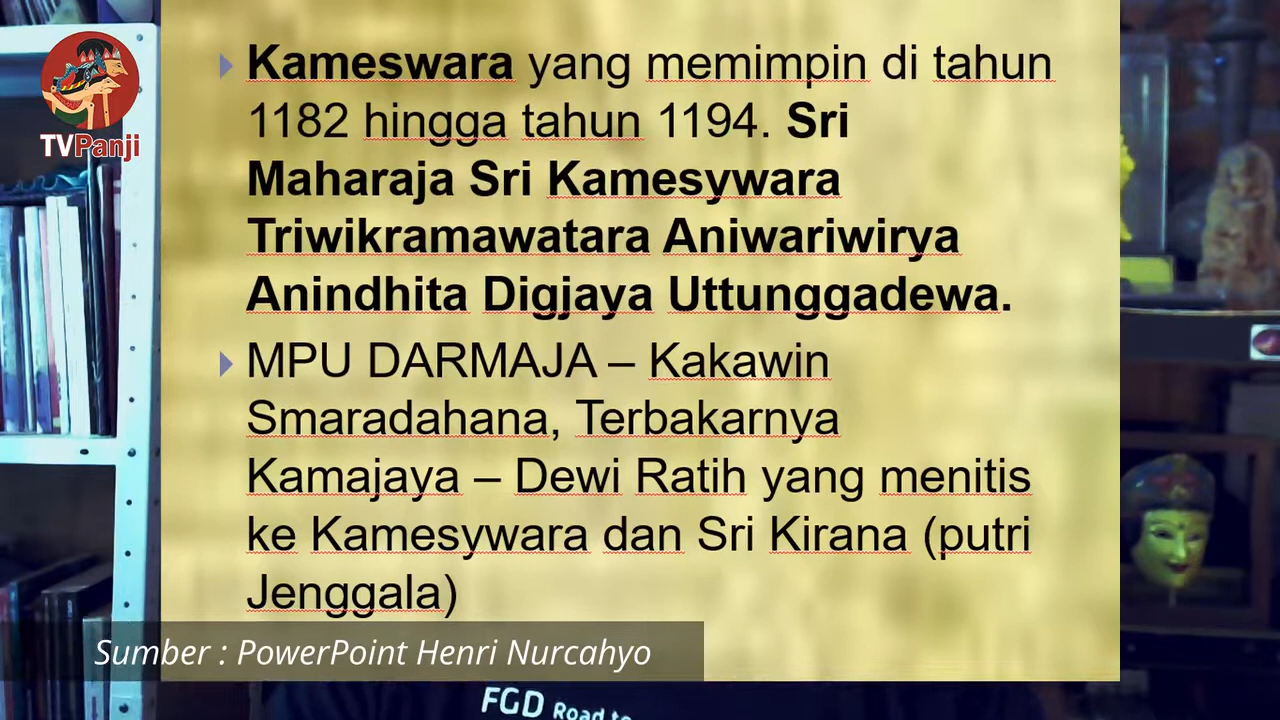 TVPanji
Kameswara yang memimpin di tahun
1182 hingga tahun 1194. Sri
Maharaja Sri Kamesywara
Triwikramawatara Aniwariwirya
Anindhita Digjaya Uttunggadewa.
MPU DARMAJA – Kakawin
Smaradahana, Terbakarnya
Kamajaya – Dewi Ratih yang menitis
ke Kamesywara dan Sri Kirana (putri
Jenggala)
Sumber : PowerPoint Henri Nurcahyo
FGD Road to